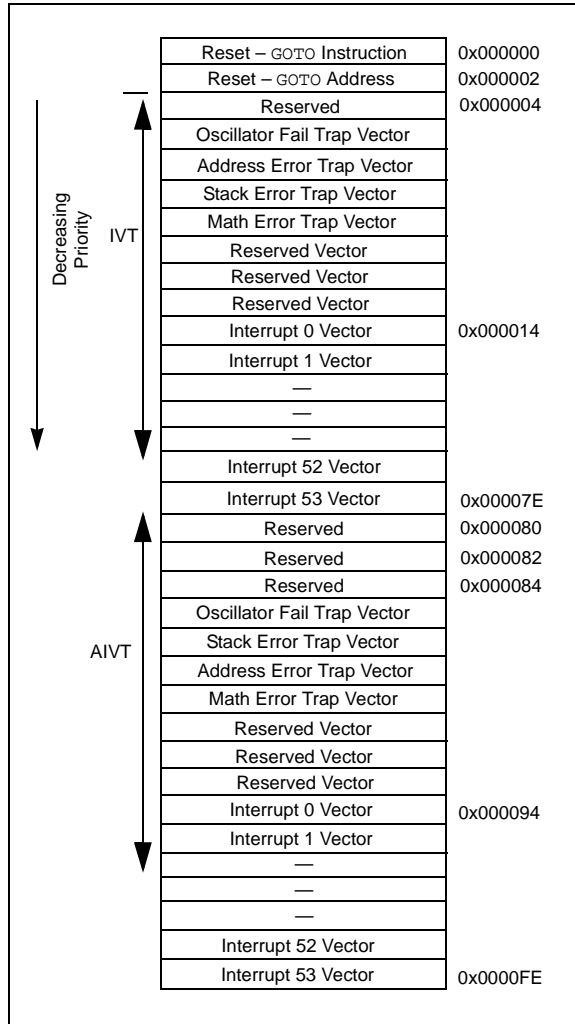 Reset – GOTO Instruction 0x000000
Reset – GOTO Address 0x000002
Reserved 0x000004
Oscillator Fail Trap Vector
Address Error Trap Vector
Stack Error Trap Vector
Math Error Trap Vector
Reserved Vector
Reserved Vector
Reserved Vector
Interrupt 0 Vector 0x000014
Interrupt 1 Vector
—
—
—
Interrupt 52 Vector
Interrupt 53 Vector 0x00007E
Decreasing
Priority
IVT
Reserved 0x000080
Reserved 0x000082
Reserved 0x000084
Oscillator Fail Trap Vector
Stack Error Trap Vector
Address Error Trap Vector
Math Error Trap Vector
Reserved Vector
Reserved Vector
Reserved Vector
Interrupt 0 Vector 0x000094
Interrupt 1 Vector
—
—
—
Interrupt 52 Vector
Interrupt 53 Vector 0x0000FE
AIVT